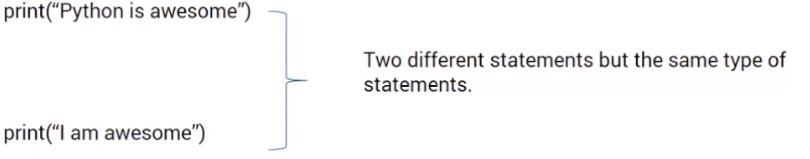 print(“Python is awesome”)
Two different statements but the same type of
statements.
print(“I am awesome”)